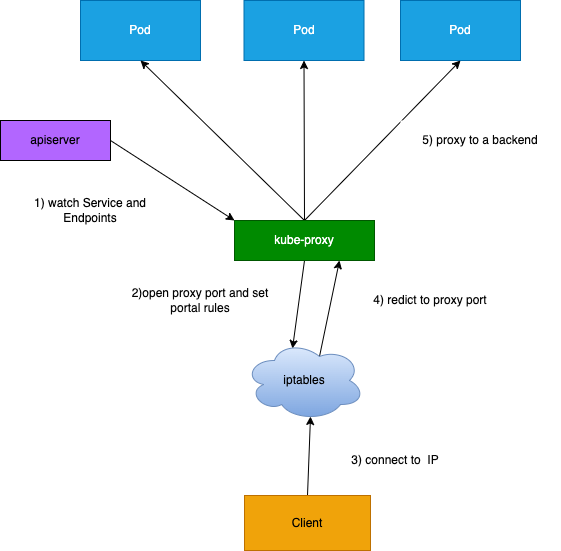 Pod
Pod
Pod
apiserver
5) proxy to a backend
1) watch Service and
Endpoints
kube-proxy
2)open proxy port and set
portal rules
4) redict to proxy port
iptables
3) connect to  IP
Client